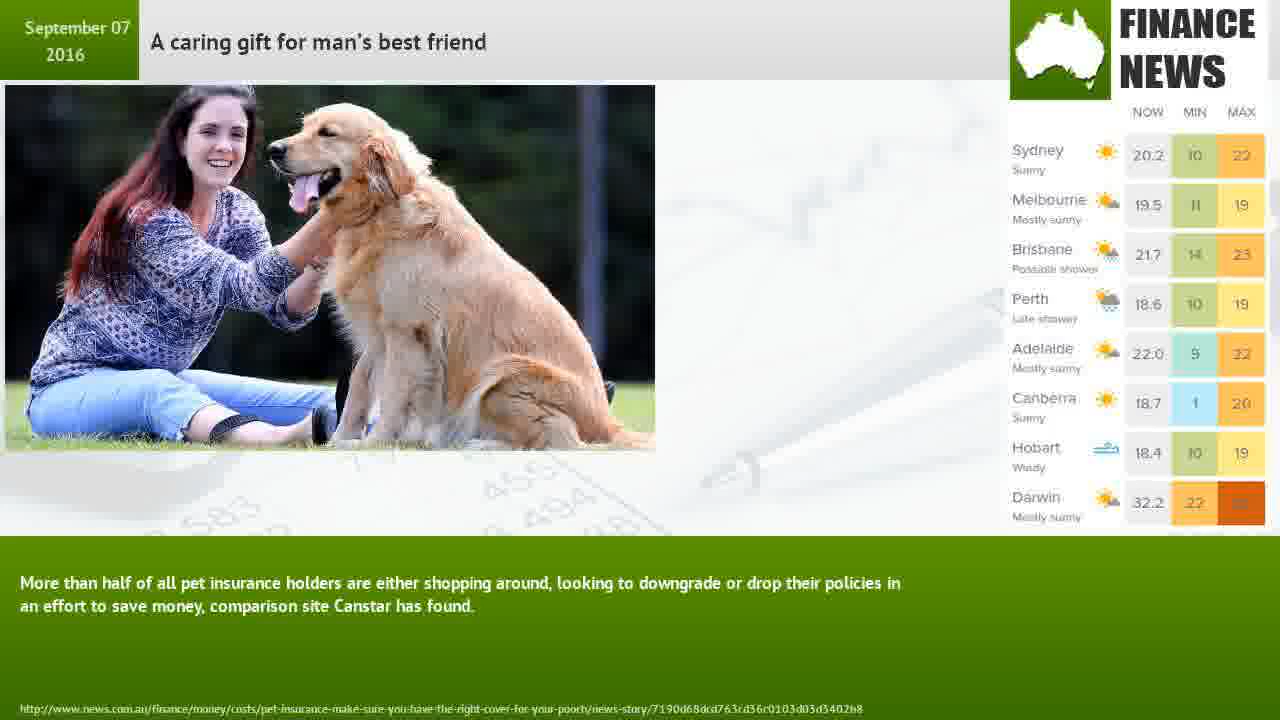 September 07
2016
A caring gift for man's best friend
FINANCE
NEWS
NOW MIN MAX
Sydney
Sunny
20.2 10 22
Melbourne
Mostly sunny
19.5 11 19
Brisbane
Possible shower
21.7 14 23
Perth
Late shower
18.6 10 19
Adelaide
Mostly sunny
22.0 9 22
Canberra
Sunny
18.7 1 20
Hobart
Windy
18.4 10 19
Darwin
Mostly sunny
32.2 22
455
583
494
More than half of all pet insurance holders are either shopping around, looking to downgrade or drop their policies in
an effort to save money, comparison site Canstar has found.
http://www.news.com.au/finance/money/costs/pet-insurance-make-sure-you-have-the-right-cover-for-your-pooch/news-story/7190d68dcd763cd36c0103d03d3402b8